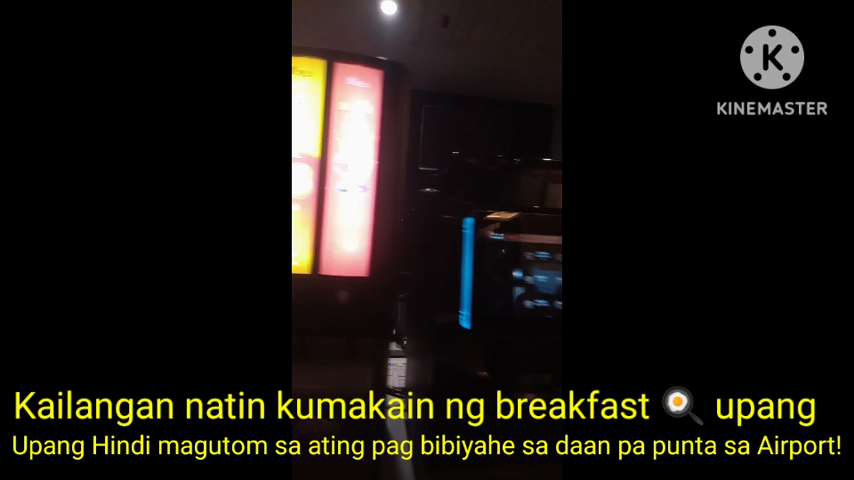 KINEMASTER
Kailangan natin kumakain ng breakfast 🍳 upang
Upang Hindi magutom sa ating pag bibiyahe sa daan pa punta sa Airport!